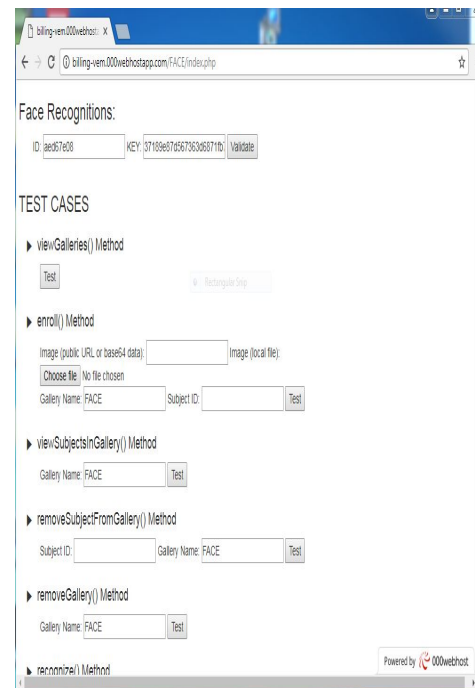 billing-vem.000webhost: X
billing-vem.000webhostapp.com/FACE/index.php
Face Recognitions:
ID: aed67e08 KEY: 37189e87d567363d6871fb Validate
TEST CASES
viewGalleries() Method
Test
Rectangular Snip
enroll() Method
Image (public URL or base64 data): Image (local file):
Choose file No file chosen
Gallery Name: FACE Subject ID: Test
viewSubjectsInGallery() Method
Gallery Name: FACE Test
removeSubjectFromGallery() Method
Subject ID: Gallery Name: FACE Test
removeGallery() Method
Gallery Name: FACE Test
recognize() Method
Powered by 000webhost